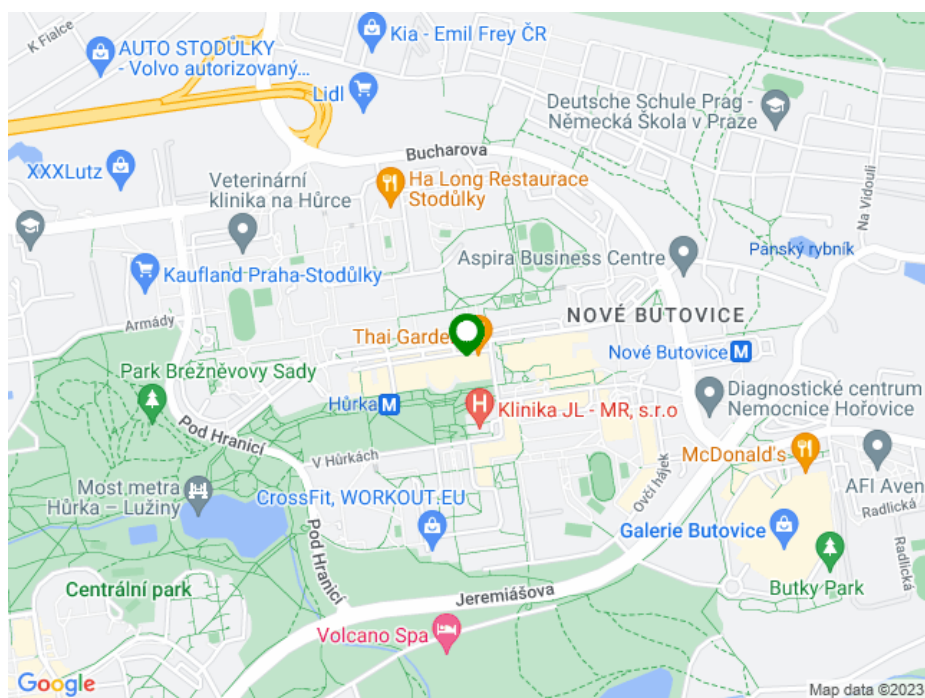 K Fialce
AUTO STODŮLKY
- Volvo autorizovaný...
Kia - Emil Frey ČR
Lidl
Deutsche Schule Prag -
Německá Škola v Praze
Bucharova
XXXLutz
Veterinární
klinika na Hůrce
Ha Long Restaurace
Stodůlky
Na Vidouli
Panský rybník
Aspira Business Centre
Kaufland Praha-Stodůlky
Armády
NOVÉ BUTOVICE
Thai Garde
Nové Butovice M
Park Brežněvovy Sady
Hůrka M
Klinika JL - MR, s.r.o
Diagnostické centrum
Nemocnice Hořovice
Pod Hranicí
V Hůrkách
McDonald's
Most metra
Hůrka – Lužiny
CrossFit, WORKOUT EU
Ovčí hájek
AFI Aven
Radlická
Galerie Butovice
Pod Hranicí
Radlická
Centrální park
Jeremiášova
Butky Park
Volcano Spa
Google
Map data ©2023